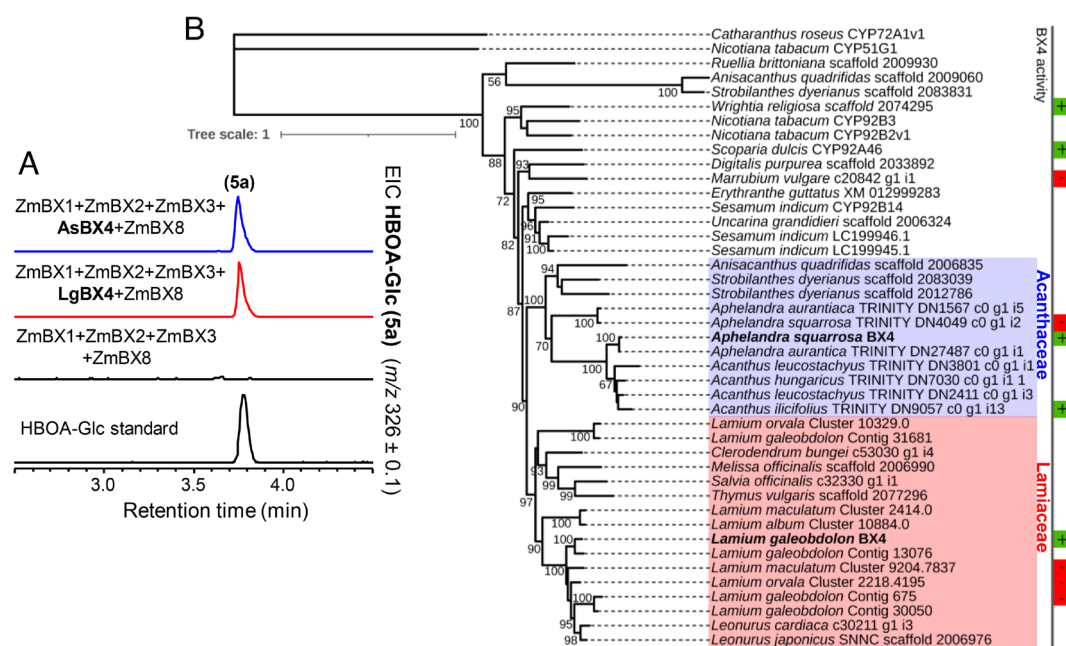 A
(5a)
ZmBX1+ZmBX2+ZmBX3+
AsBX4+ZmBX8
ZmBX1+ZmBX2+ZmBX3+
LgBX4+ZmBX8
ZmBX1+ZmBX2+ZmBX3
+ZmBX8
HBOA-Glc standard
3.0 3.5 4.0
Retention time (min)
EIC HBOA-Glc (5a) (m/z 326 ± 0.1)
B
Tree scale: 1
BX4 activity
Catharanthus roseus CYP72A1v1
Nicotiana tabacum CYP51G1
Ruellia brittoniana scaffold 2009930
56
Anisacanthus quadrifidas scaffold 2009060
100 Strobilanthes dyerianus scaffold 2083831
95 Wrightia religiosa scaffold 2074295 +
100 Nicotiana tabacum CYP92B3
Nicotiana tabacum CYP92B2v1
Scoparia dulcis CYP92A46 +
88 93 Digitalis purpurea scaffold 2033892
Marrubium vulgare c20842 g1 i1 -
72 95 Erythranthe guttatus XM 012999283
Sesamum indicum CYP92B14
96 Uncarina grandidieri scaffold 2006324
82 91 Sesamum indicum LC199946.1
100 Sesamum indicum LC199945.1
94 Anisacanthus quadrifidas scaffold 2006835
Strobilanthes dyerianus scaffold 2083039
100 Strobilanthes dyerianus scaffold 2012786
87 Aphelandra aurantiaca TRINITY DN1567 c0 g1 i5
100 Aphelandra squarrosa TRINITY DN4049 c0 g1 i2 -
70 100 Aphelandra squarrosa BX4 +
Aphelandra aurantica TRINITY DN27487 c0 g1 i1
100 Acanthus leucostachyus TRINITY DN3801 c0 g1 i1
67 Acanthus hungaricus TRINITY DN7030 c0 g1 i1 1
Acanthus leucostachyus TRINITY DN2411 c0 g1 i3
90 Acanthus ilicifolius TRINITY DN9057 c0 g1 i13 +
Acanthaceae
Lamium orvala Cluster 10329.0
100 Lamium galeobdolon Contig 31681
Clerodendrum bungei c53030 g1 i4
93 Melissa officinalis scaffold 2006990
99 Salvia officinalis c32330 g1 i1
99 Thymus vulgaris scaffold 2077296
97 Lamium maculatum Cluster 2414.0
100 Lamium album Cluster 10884.0
90 100 Lamium galeobdolon BX4 +
Lamium galeobdolon Contig 13076
100 Lamium maculatum Cluster 9204.7837 -
Lamium orvala Cluster 2218.4195 -
100 Lamium galeobdolon Contig 675 -
Lamium galeobdolon Contig 30050
95 Leonurus cardiaca c30211 g1 i3
98 Leonurus japonicus SNNC scaffold 2006976
Lamiaceae